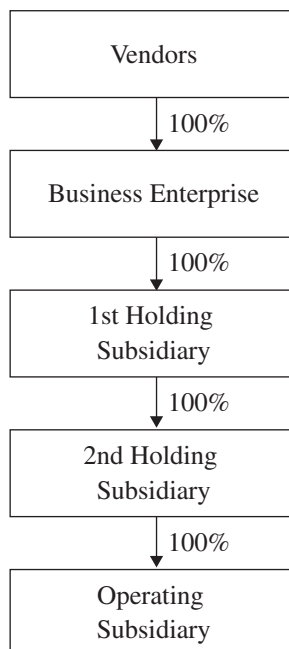 Vendors
100%
Business Enterprise
100%
1st Holding
Subsidiary
100%
2nd Holding
Subsidiary
100%
Operating
Subsidiary